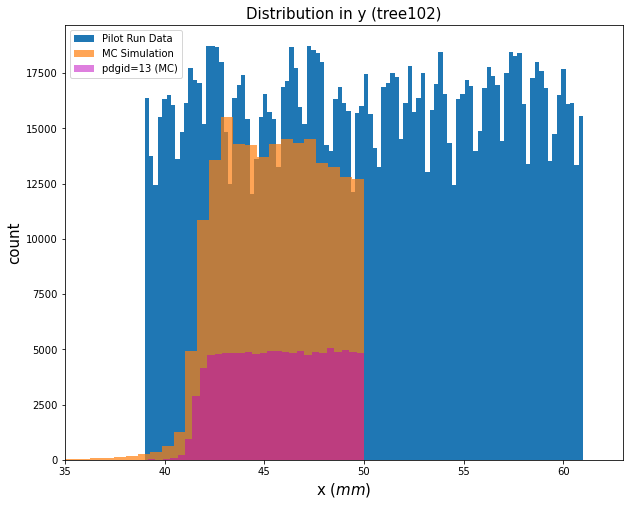 Distribution in y (tree102)
Pilot Run Data
MC Simulation
pdgid=13 (MC)
17500
15000
12500
10000
7500
5000
2500
0
count
35
40
45
50
55
60
x (mm)